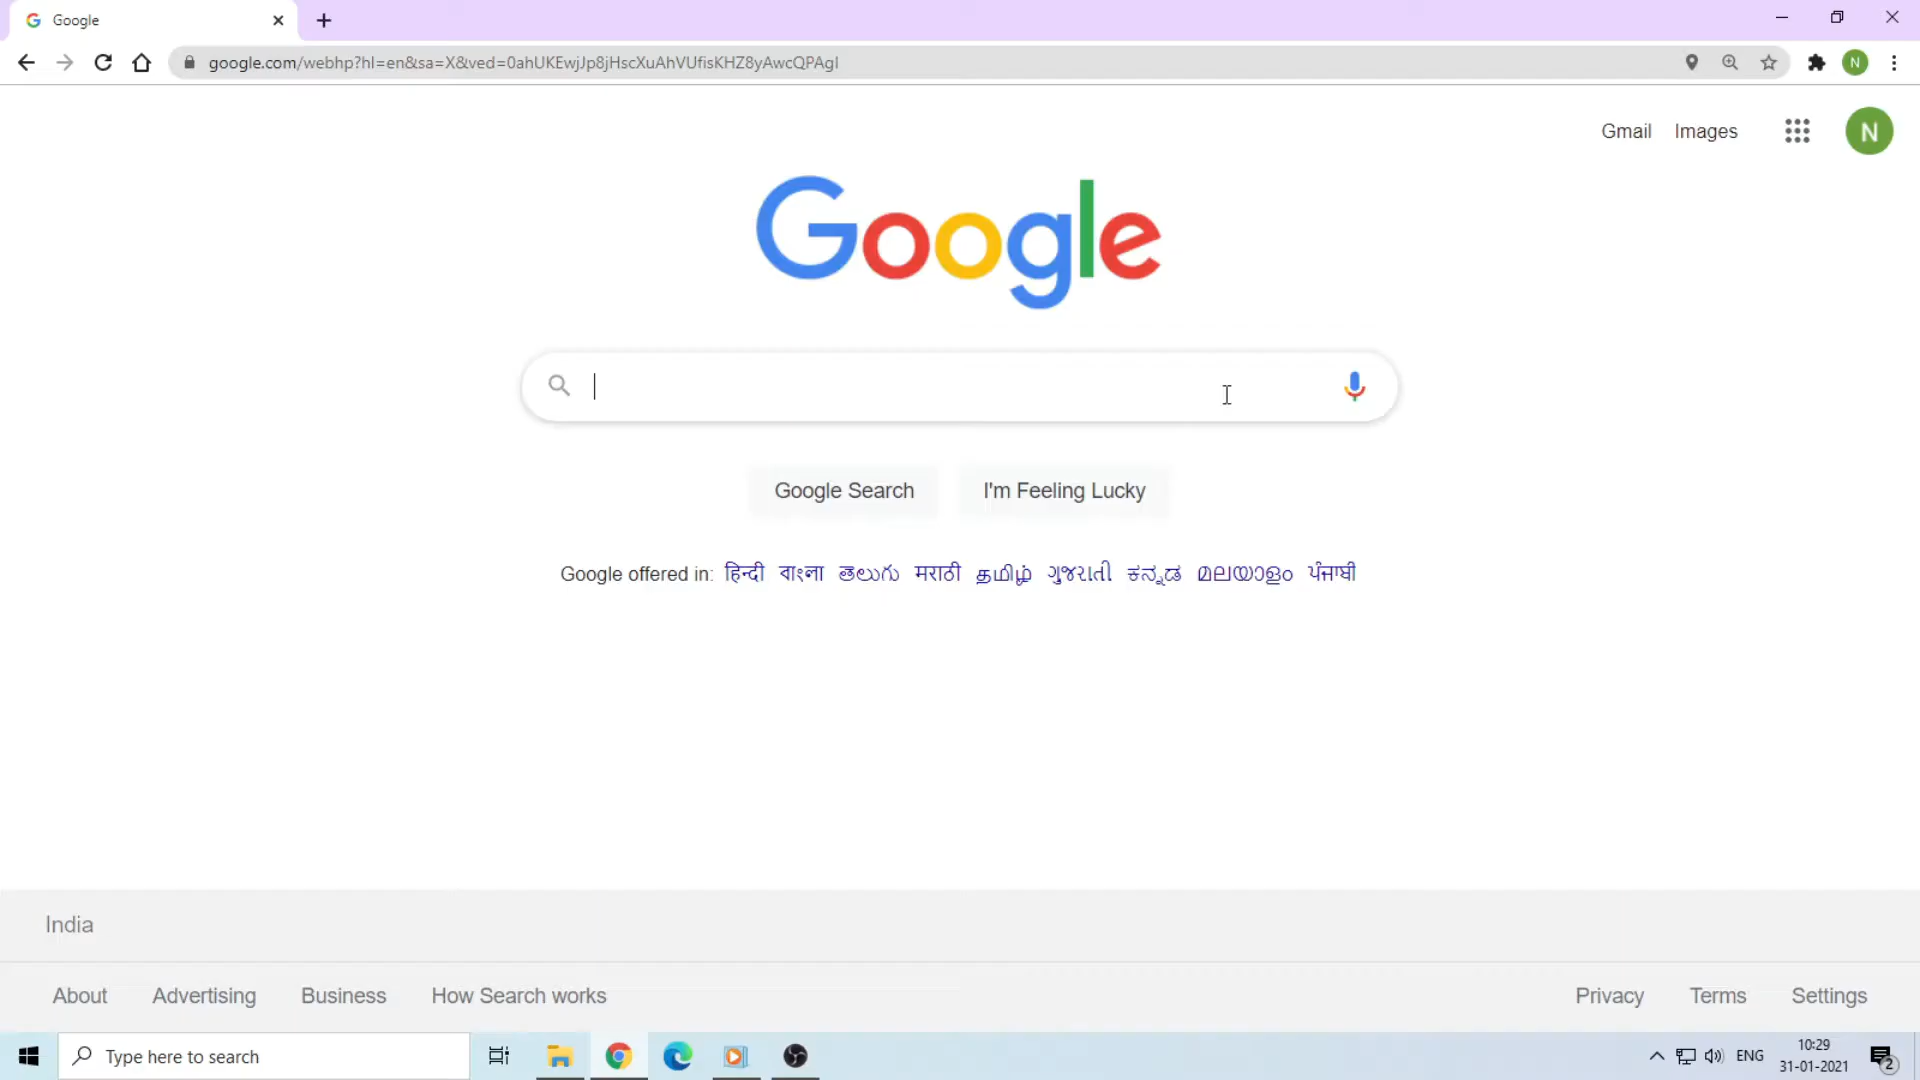 Google
google.com/webhp?hl=en&sa=X&ved=0ahUKEwjJp8jHscXuAhVUfisKHZ8yAwcQPAgI
N
Gmail Images
N
Google
Google Search I'm Feeling Lucky
Google offered in: हिन्दी বাংলা తెలుగు मराठी தமிழ் ગુજરાતી ಕನ್ನಡ മലയാളം ਪੰਜਾਬੀ
India
About Advertising Business How Search works Privacy Terms Settings
Type here to search
ENG
10:29
31-01-2021
2